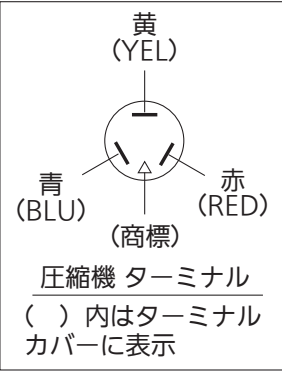 黄
(YEL)
青
(BLU)
赤
(RED)
(商標)
圧縮機 ターミナル
(　)内はターミナル
カバーに表示